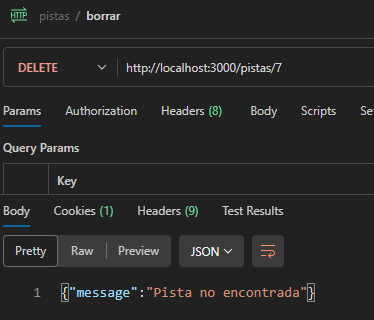 HTTP pistas / borrar
DELETE http://localhost:3000/pistas/7
Params Authorization Headers (8) Body Scripts Se
Query Params
Key
Body Cookies (1) Headers (9) Test Results
Pretty Raw Preview JSON
1 {"message":"Pista no encontrada"}